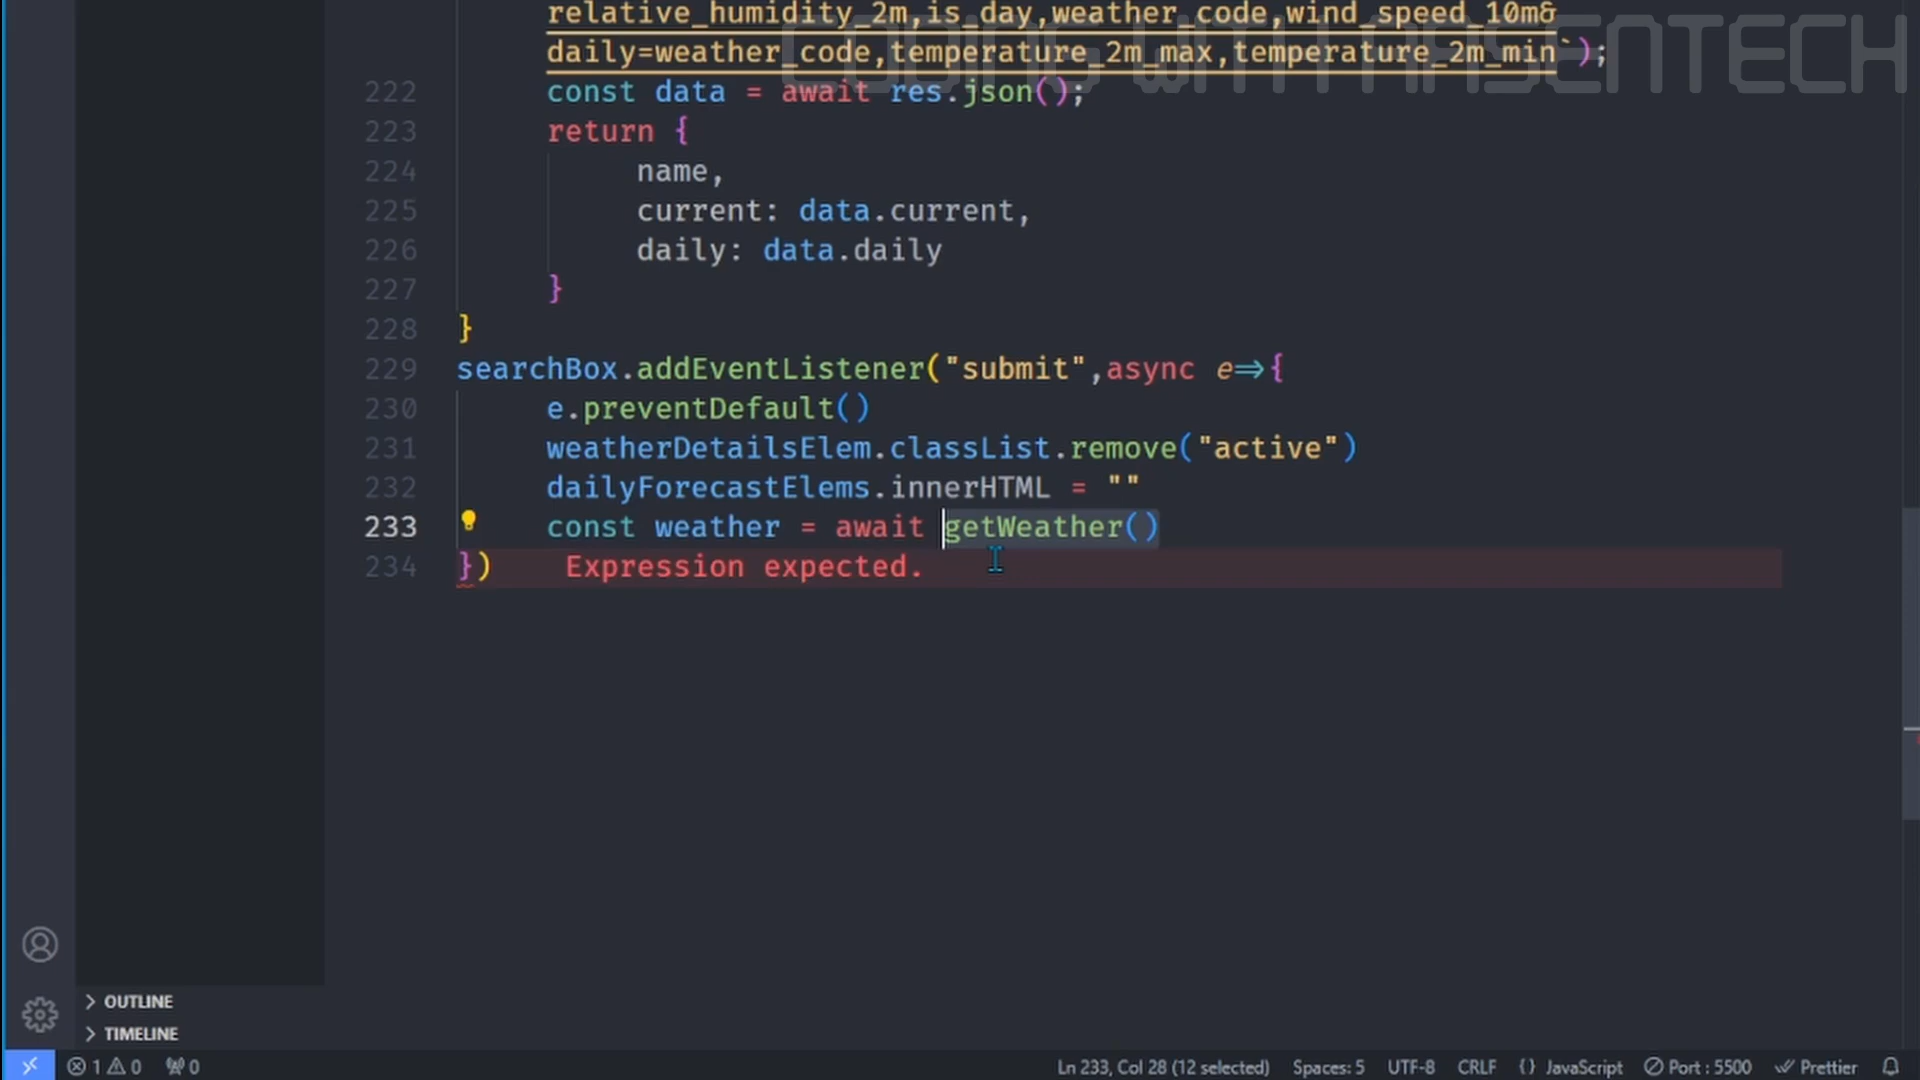 CODING WITH NASENTECH
relative_humidity_2m,is_day,weather_code,wind_speed_10m&
daily=weather_code,temperature_2m_max,temperature_2m_min`);
222 const data = await res.json();
223 return {
224 name,
225 current: data.current,
226 daily: data.daily
227 }
228 }
229 searchBox.addEventListener("submit",async e=>{
230 e.preventDefault()
231 weatherDetailsElem.classList.remove("active")
232 dailyForecastElems.innerHTML = ""
233 const weather = await getWeather()
234 }) Expression expected.
OUTLINE
TIMELINE
1 0 0 Ln 233, Col 28 (12 selected) Spaces: 5 UTF-8 CRLF {} JavaScript Port : 5500 Prettier